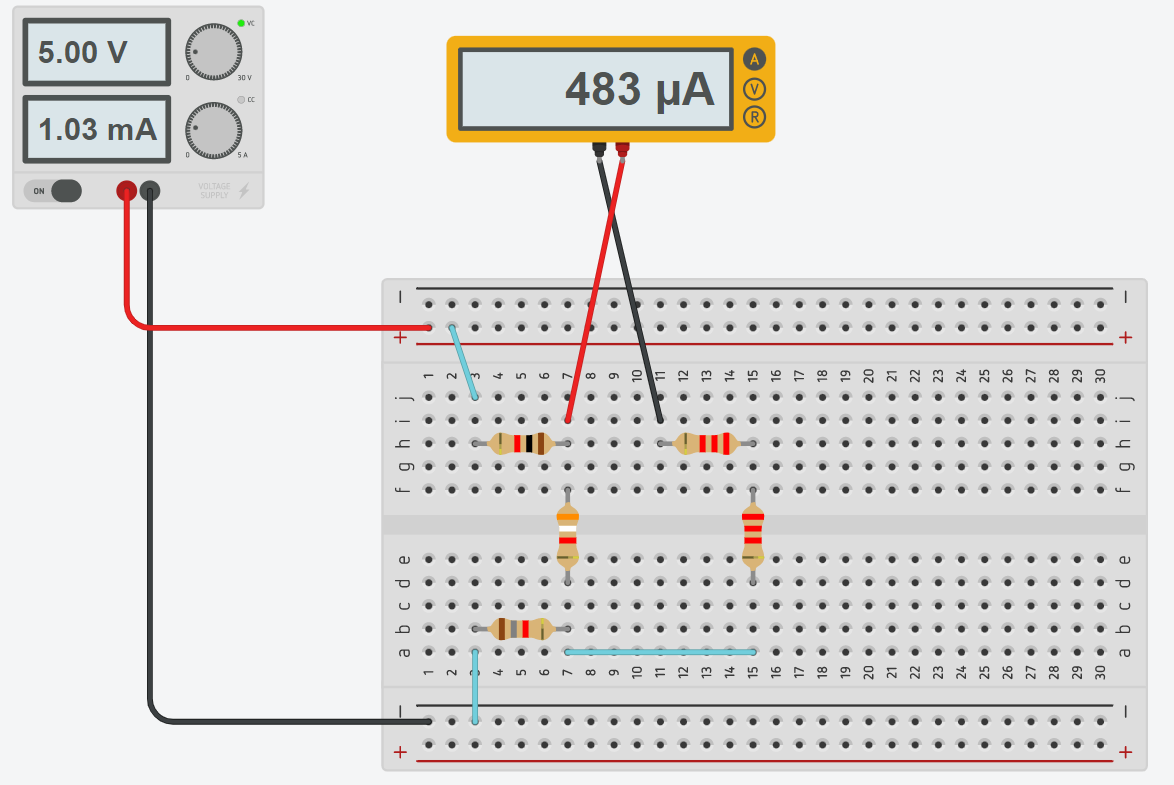 5.00 V
VC
0
30 V
1.03 mA
CC
0
5 A
ON
VOLTAGE
SUPPLY
483 µA
A
V
R
− −
+ +
1 2 3 4 5 6 7 8 9 10 11 12 13 14 15 16 17 18 19 20 21 22 23 24 25 26 27 28 29 30
j j
i i
h h
g g
f f
e e
d d
c c
b b
a a
1 2 3 4 5 6 7 8 9 10 11 12 13 14 15 16 17 18 19 20 21 22 23 24 25 26 27 28 29 30
− −
+ +